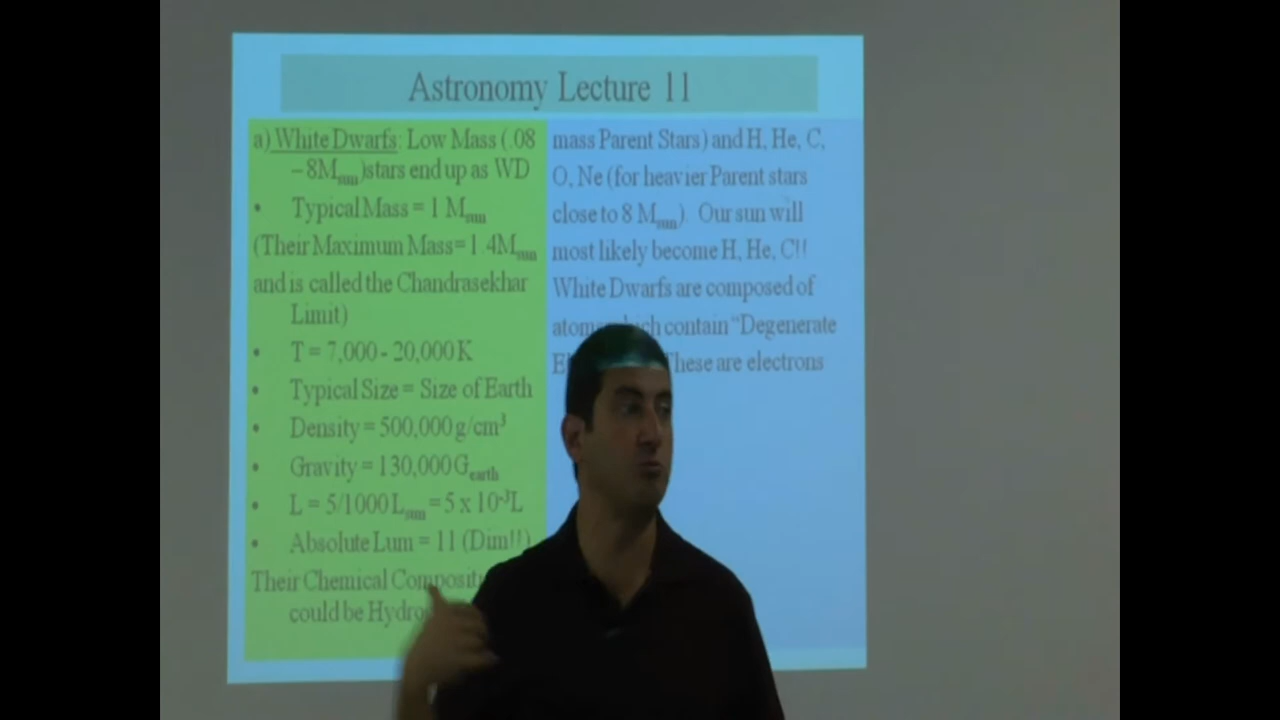 Astronomy Lecture 11
a) White Dwarfs: Low Mass (.08
– 8Msun)stars end up as WD
• Typical Mass = 1 Msun
(Their Maximum Mass= 1.4Msun
and is called the Chandrasekhar
Limit)
• T = 7,000 - 20,000K
• Typical Size = Size of Earth
• Density = 500,000 g/cm³
• Gravity = 130,000Gearth
• L = 5/1000 Lsun = 5 x 10⁻³L
• Absolute Lum = 11 (Dim!!)
Their Chemical
could be
mass Parent Stars) and H, He, C,
O, Ne (for heavier Parent stars
close to 8 Msun). Our sun will
most likely become H, He, C!!
White Dwarfs are composed of
contain “Degenerate
These are electrons